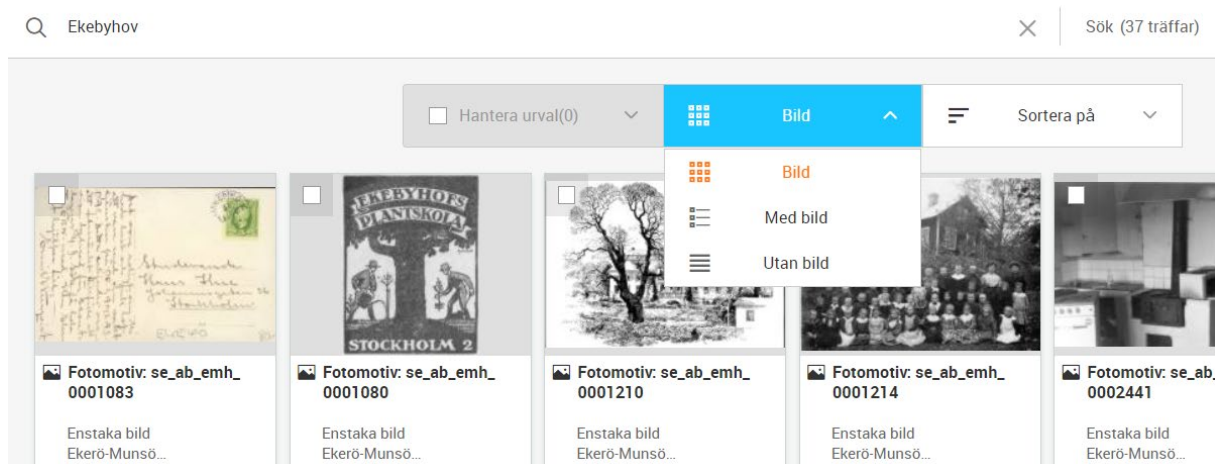 Ekebyhov
Sök (37 träffar)
Hantera urval(0)
Bild
Sortera på
Bild
Med bild
Utan bild
EKEBYHOFS
PLANTSKOLA
STOCKHOLM 2
Fotomotiv: se_ab_emh_
0001083
Enstaka bild
Ekerö-Munsö...
Fotomotiv: se_ab_emh_
0001080
Enstaka bild
Ekerö-Munsö...
Fotomotiv: se_ab_emh_
0001210
Enstaka bild
Ekerö-Munsö...
Fotomotiv: se_ab_emh_
0001214
Enstaka bild
Ekerö-Munsö...
Fotomotiv: se_ab_
0002441
Enstaka bild
Ekerö-Munsö...